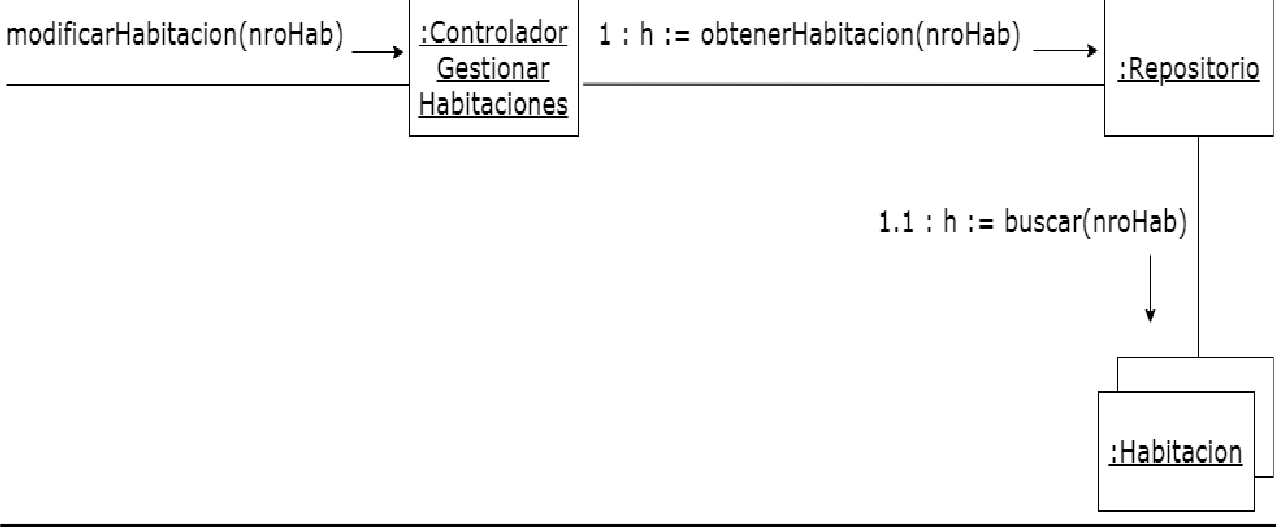 modificarHabitacion(nroHab)
:Controlador
Gestionar
Habitaciones
1 : h := obtenerHabitacion(nroHab)
:Repositorio
1.1 : h := buscar(nroHab)
:Habitacion